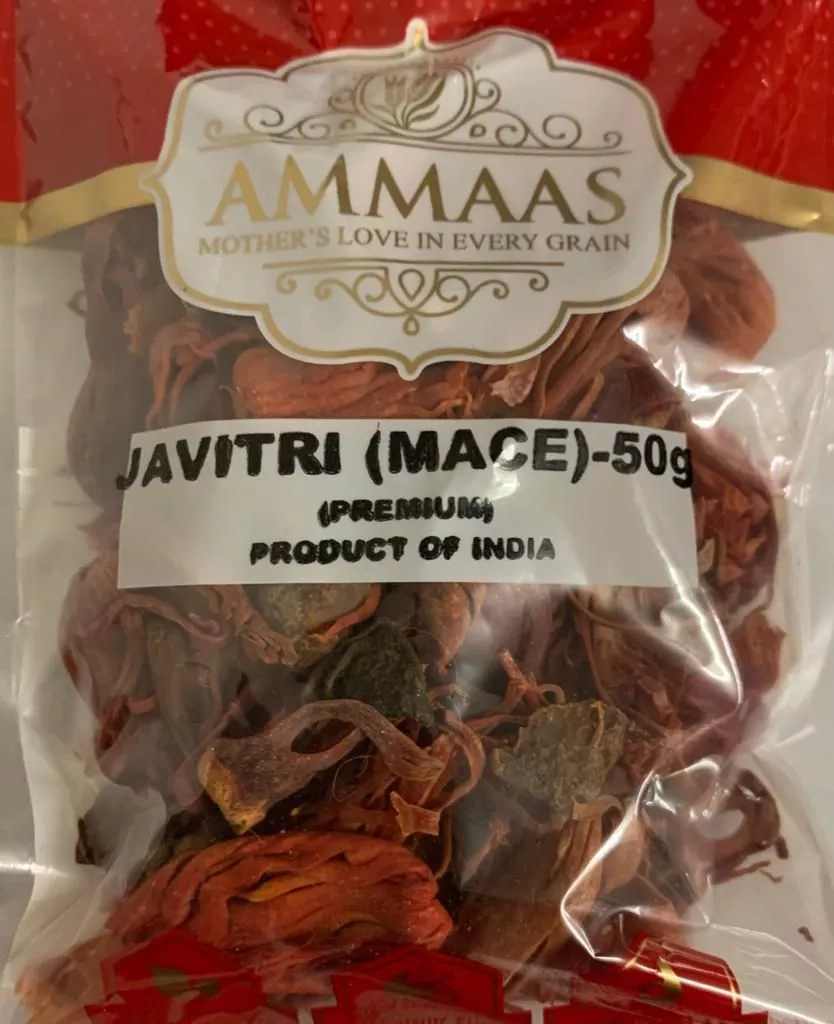 AMMAAS
MOTHER'S LOVE IN EVERY GRAIN
JAVITRI (MACE)-50g
(PREMIUM)
PRODUCT OF INDIA